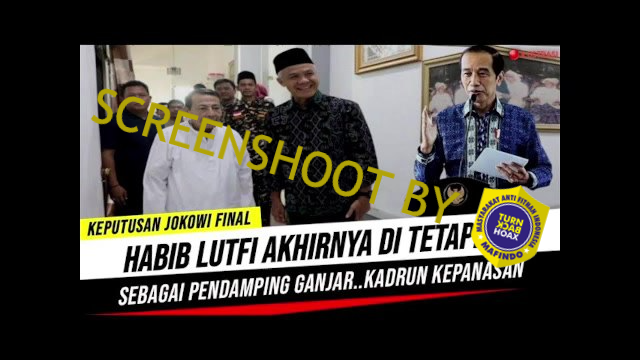 SCREENSHOOT BY
KEPUTUSAN JOKOWI FINAL
HABIB LUTFI AKHIRNYA DI
SEBAGAI PENDAMPING GANJAR..KADRUN KEPANASAN
MASYARAKAT ANTI FITNAH INDONESIA
TURN
BACK
HOAX
MAFINDO